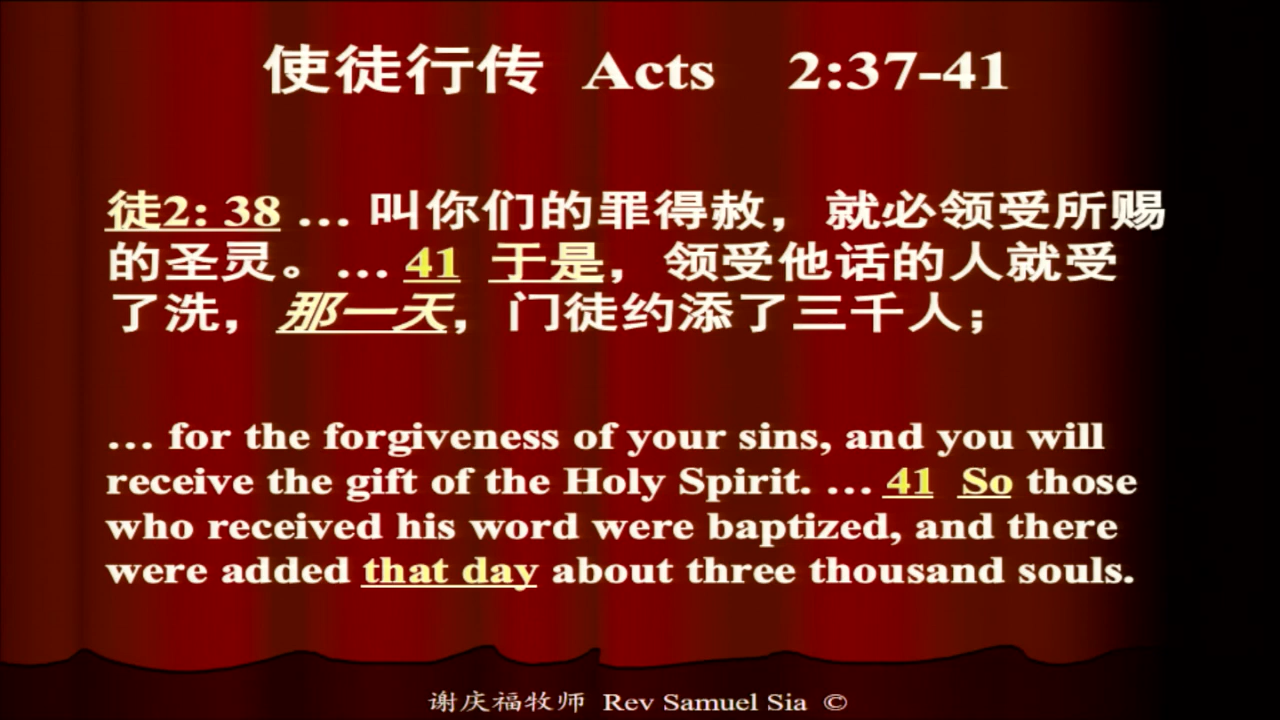 使徒行传 Acts 2:37-41
徒2: 38 … 叫你们的罪得赦，就必领受所赐
的圣灵。… 41 于是，领受他话的人就受
了洗，那一天，门徒约添了三千人；
… for the forgiveness of your sins, and you will
receive the gift of the Holy Spirit. … 41 So those
who received his word were baptized, and there
were added that day about three thousand souls.
谢庆福牧师 Rev Samuel Sia ©